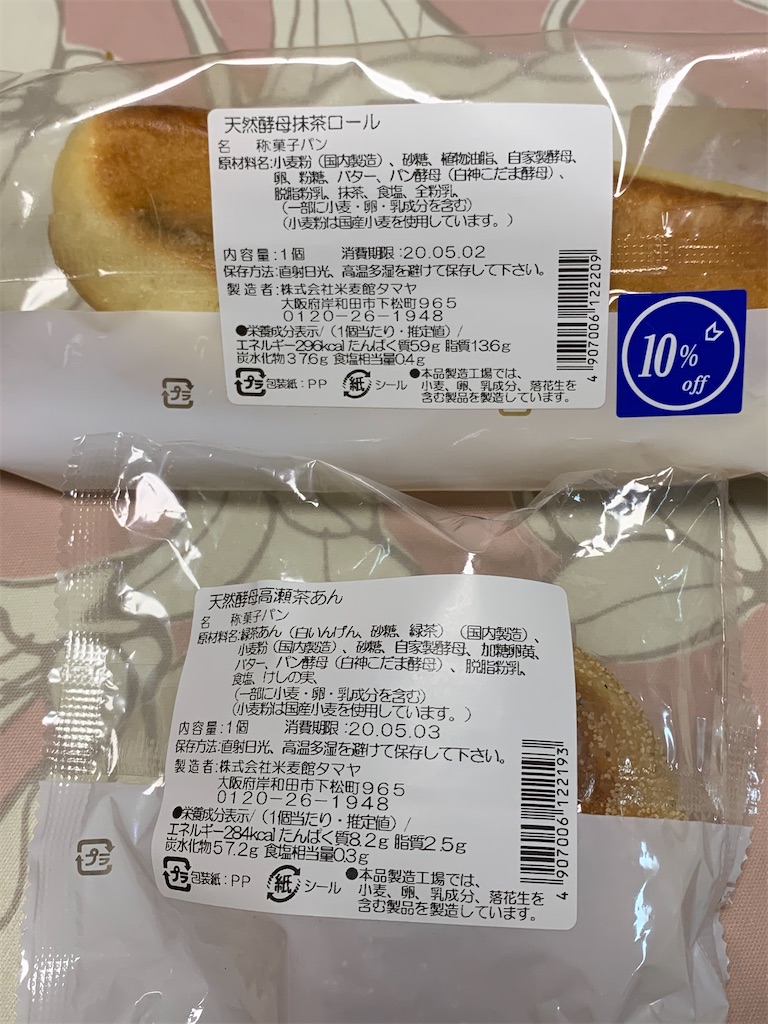 天然酵母抹茶ロール
名　称菓子パン
原材料名:小麦粉（国内製造）、砂糖、植物油脂、自家製酵母、
卵、粉糖、バター、パン酵母（白神こだま酵母）、
脱脂粉乳、抹茶、食塩、全粉乳、
（一部に小麦・卵・乳成分を含む）
（小麦粉は国産小麦を使用しています。）
内容量:1個　消費期限:20.05.02
保存方法:直射日光、高温多湿を避けて保存して下さい。
製造者:株式会社米麦館タマヤ
大阪府岸和田市下松町965
0120-26-1948
●栄養成分表示/（1個当たり・推定値）/
エネルギー296kcal たんぱく質5.9g 脂質13.6g
炭水化物37.6g 食塩相当量0.4g
プラ 包装紙:PP 紙 シール
●本品製造工場では、
小麦、卵、乳成分、落花生を
含む製品を製造しています。
4 907006 122209
10% off
プラ
天然酵母高瀬茶あん
名　称菓子パン
原材料名:緑茶あん（白いんげん、砂糖、緑茶）（国内製造）、
小麦粉（国内製造）、砂糖、自家製酵母、加糖卵黄、
バター、パン酵母（白神こだま酵母）、脱脂粉乳、
食塩、けしの実、
（一部に小麦・卵・乳成分を含む）
（小麦粉は国産小麦を使用しています。）
内容量:1個　消費期限:20.05.03
保存方法:直射日光、高温多湿を避けて保存して下さい。
製造者:株式会社米麦館タマヤ
大阪府岸和田市下松町965
0120-26-1948
●栄養成分表示/（1個当たり・推定値）/
エネルギー284kcal たんぱく質8.2g 脂質2.5g
炭水化物57.2g 食塩相当量0.3g
プラ 包装紙:PP 紙 シール
●本品製造工場では、
小麦、卵、乳成分、落花生を
含む製品を製造しています。
4 907006 122193
プラ